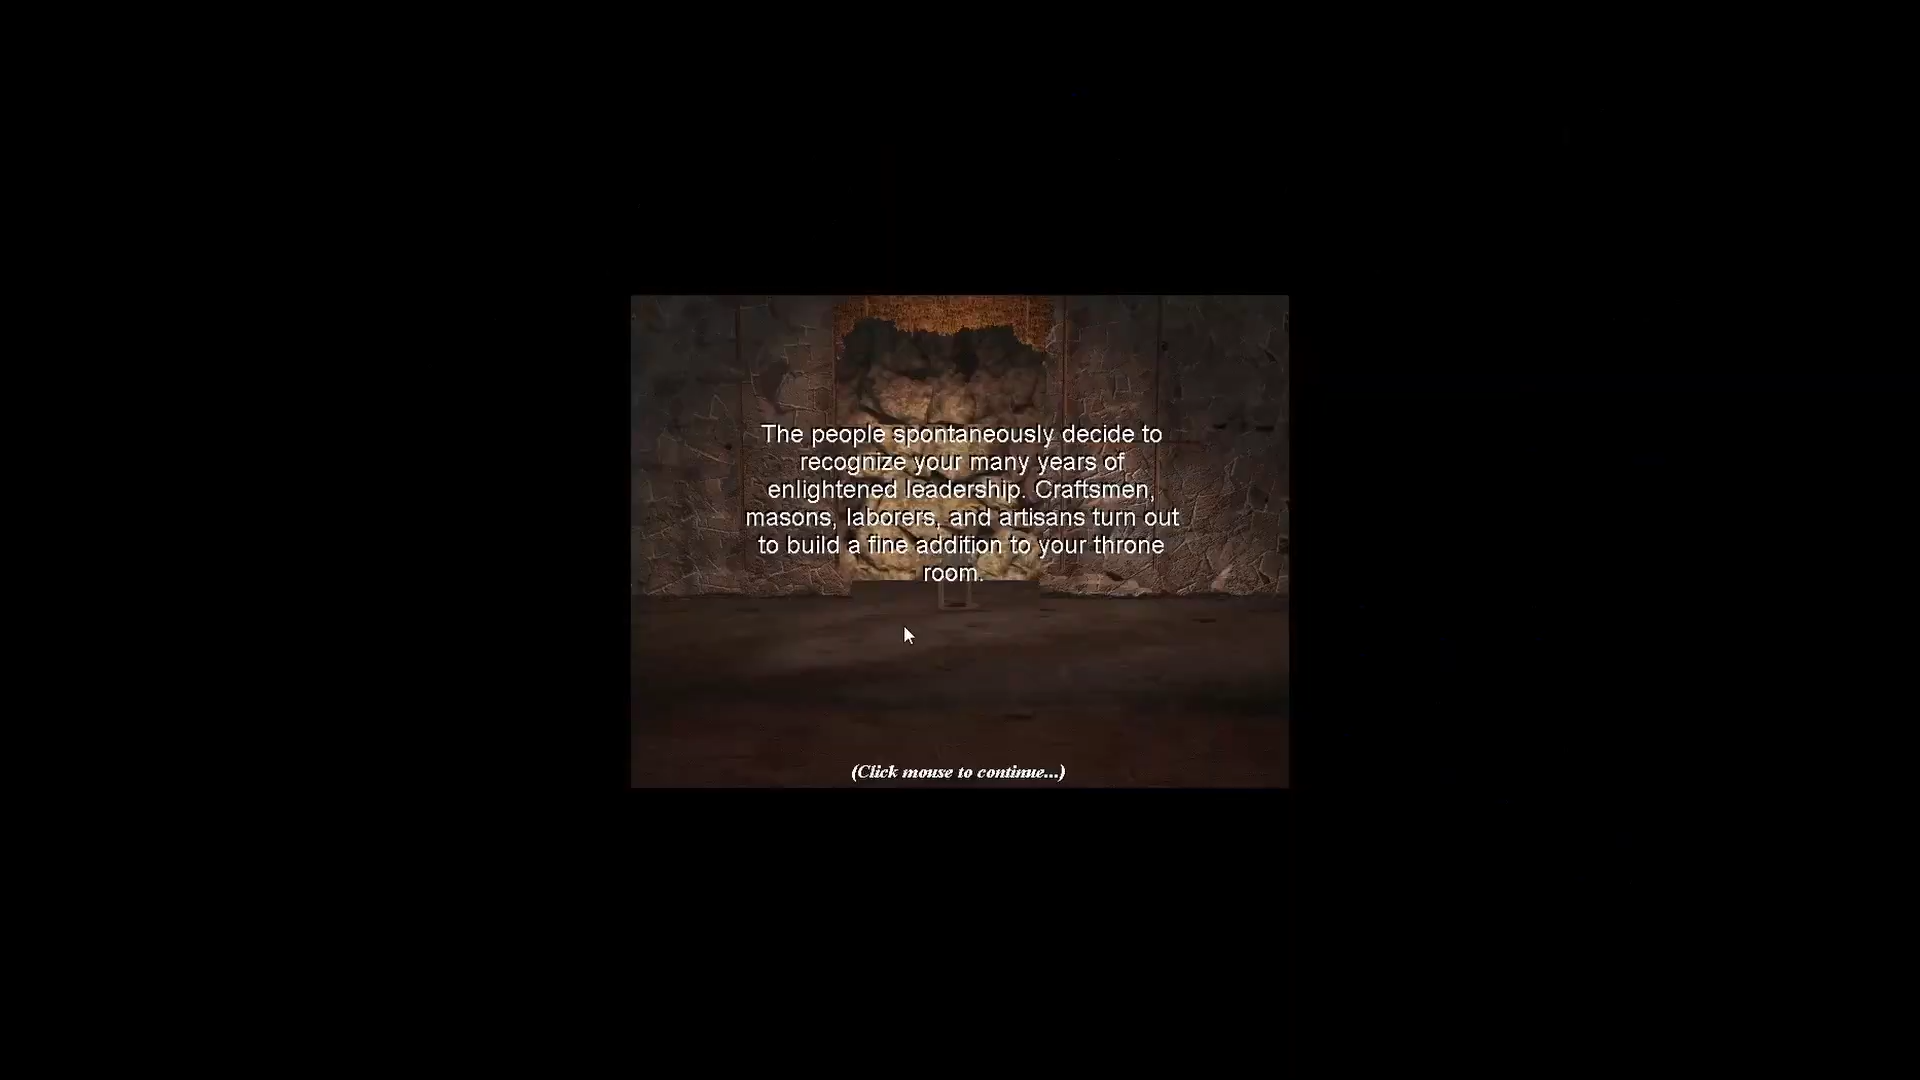 The people spontaneously decide to
recognize your many years of
enlightened leadership. Craftsmen,
masons, laborers, and artisans turn out
to build a fine addition to your throne
room.
(Click mouse to continue...)